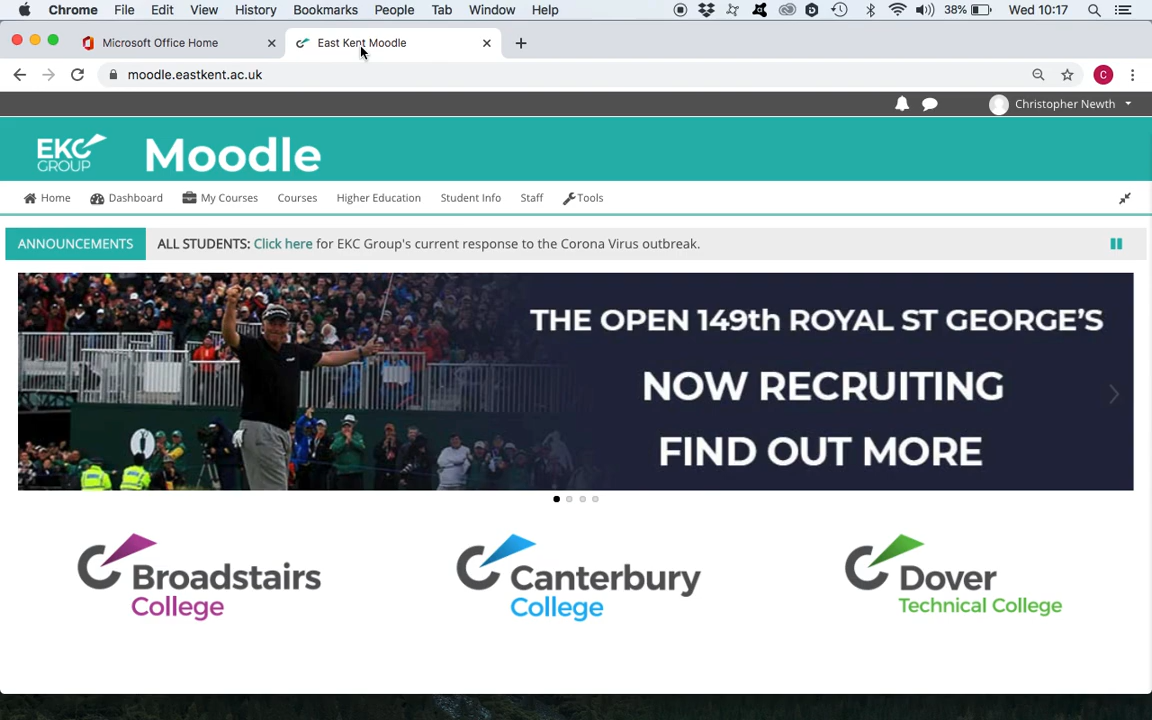 Chrome File Edit View History Bookmarks People Tab Window Help 38% Wed 10:17
Microsoft Office Home East Kent Moodle
moodle.eastkent.ac.uk C
Christopher Newth
EKC GROUP Moodle
Home Dashboard My Courses Courses Higher Education Student Info Staff Tools
ANNOUNCEMENTS ALL STUDENTS: Click here for EKC Group's current response to the Corona Virus outbreak.
THE OPEN 149th ROYAL ST GEORGE'S
NOW RECRUITING
FIND OUT MORE
Broadstairs College
Canterbury College
Dover Technical College